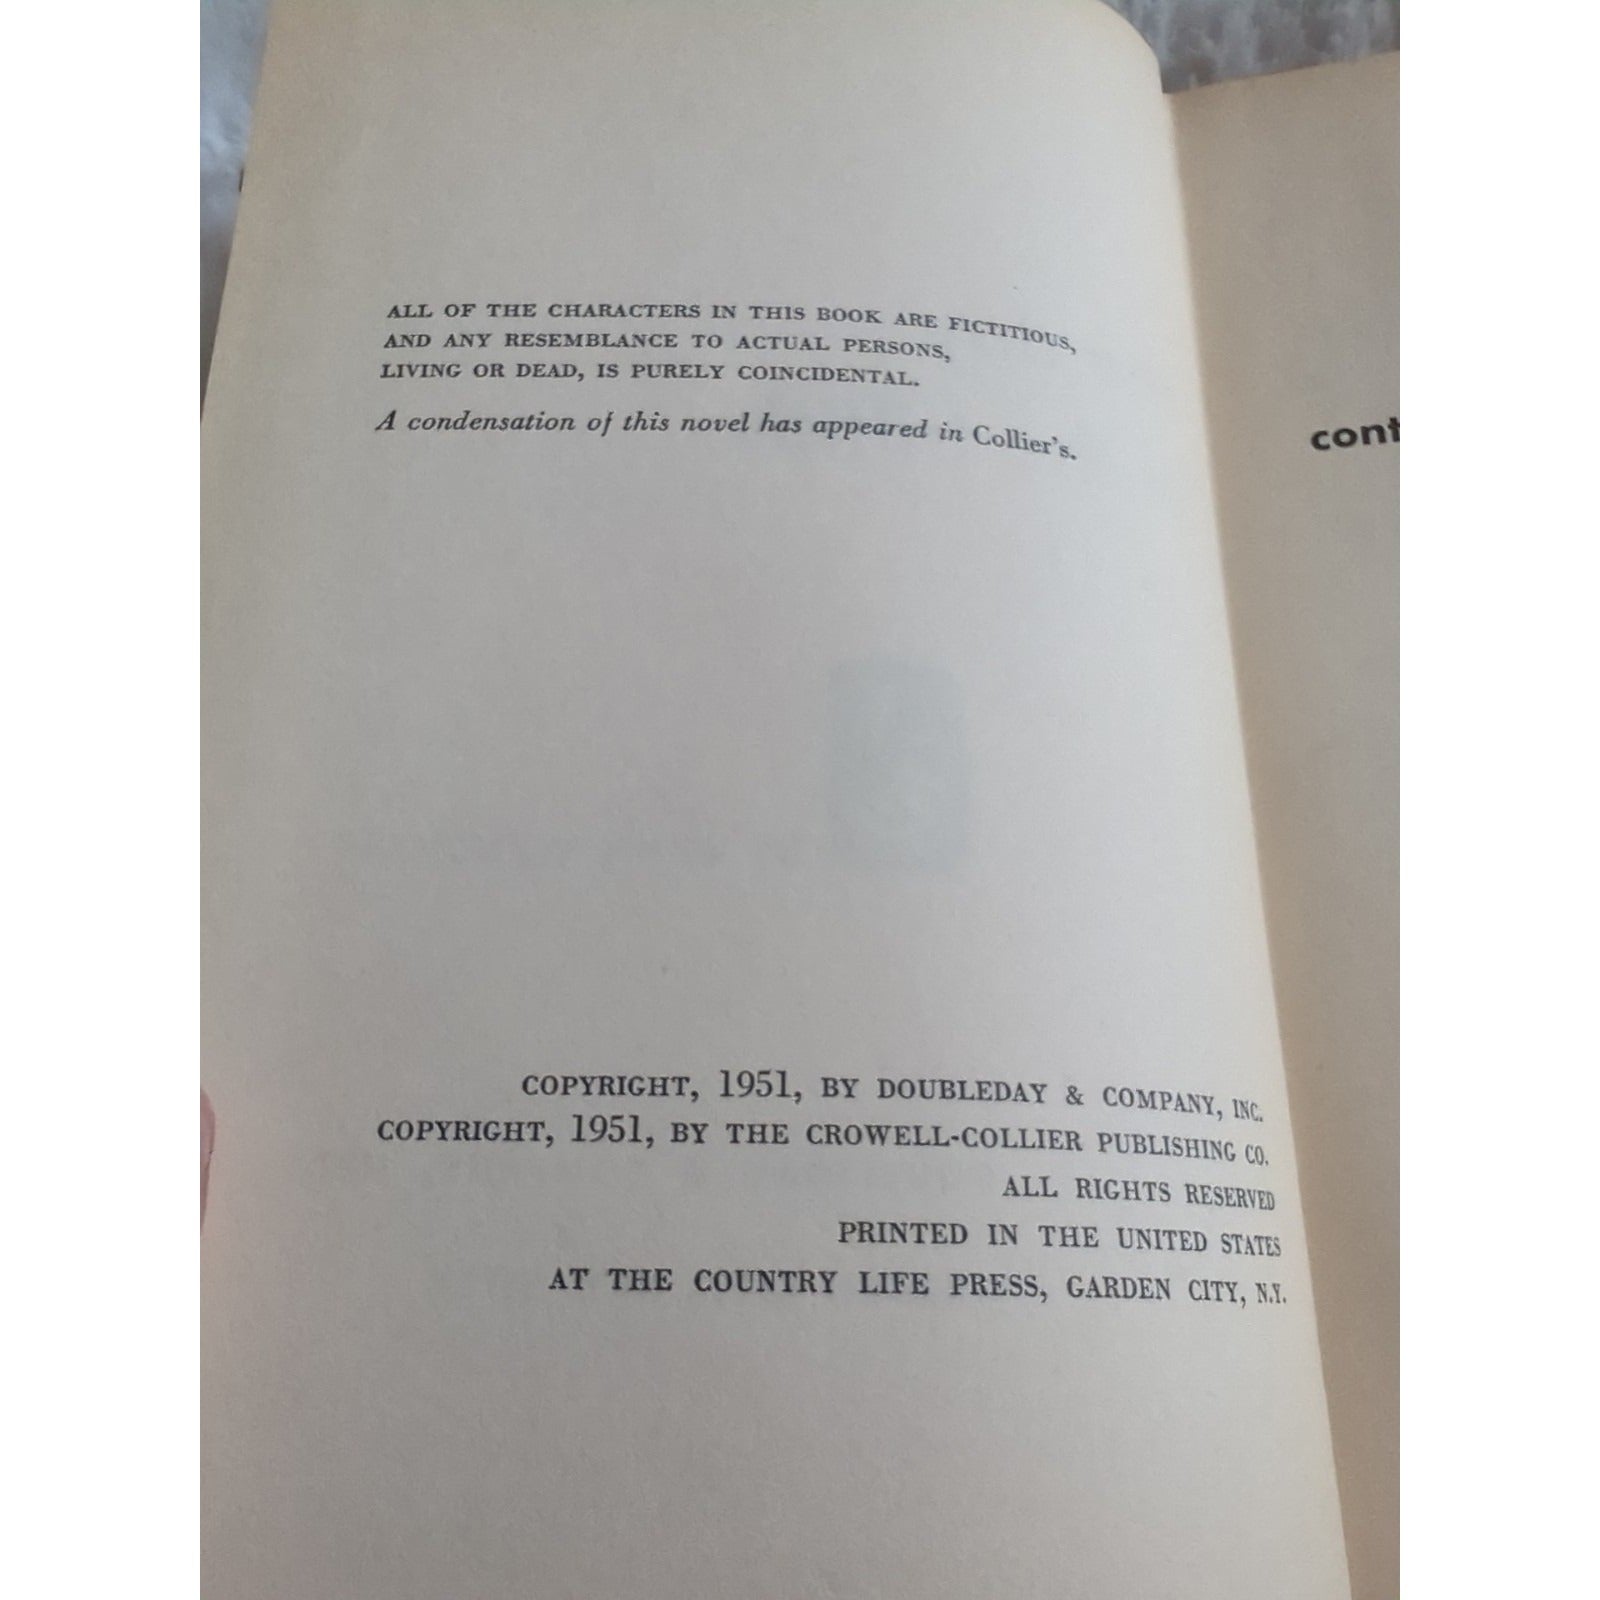 ALL OF THE CHARACTERS IN THIS BOOK ARE FICTITIOUS,
AND ANY RESEMBLANCE TO ACTUAL PERSONS,
LIVING OR DEAD, IS PURELY COINCIDENTAL.
A condensation of this novel has appeared in Collier's.
COPYRIGHT, 1951, BY DOUBLEDAY & COMPANY, INC.
COPYRIGHT, 1951, BY THE CROWELL-COLLIER PUBLISHING CO.
ALL RIGHTS RESERVED
PRINTED IN THE UNITED STATES
AT THE COUNTRY LIFE PRESS, GARDEN CITY, N.Y.
cont